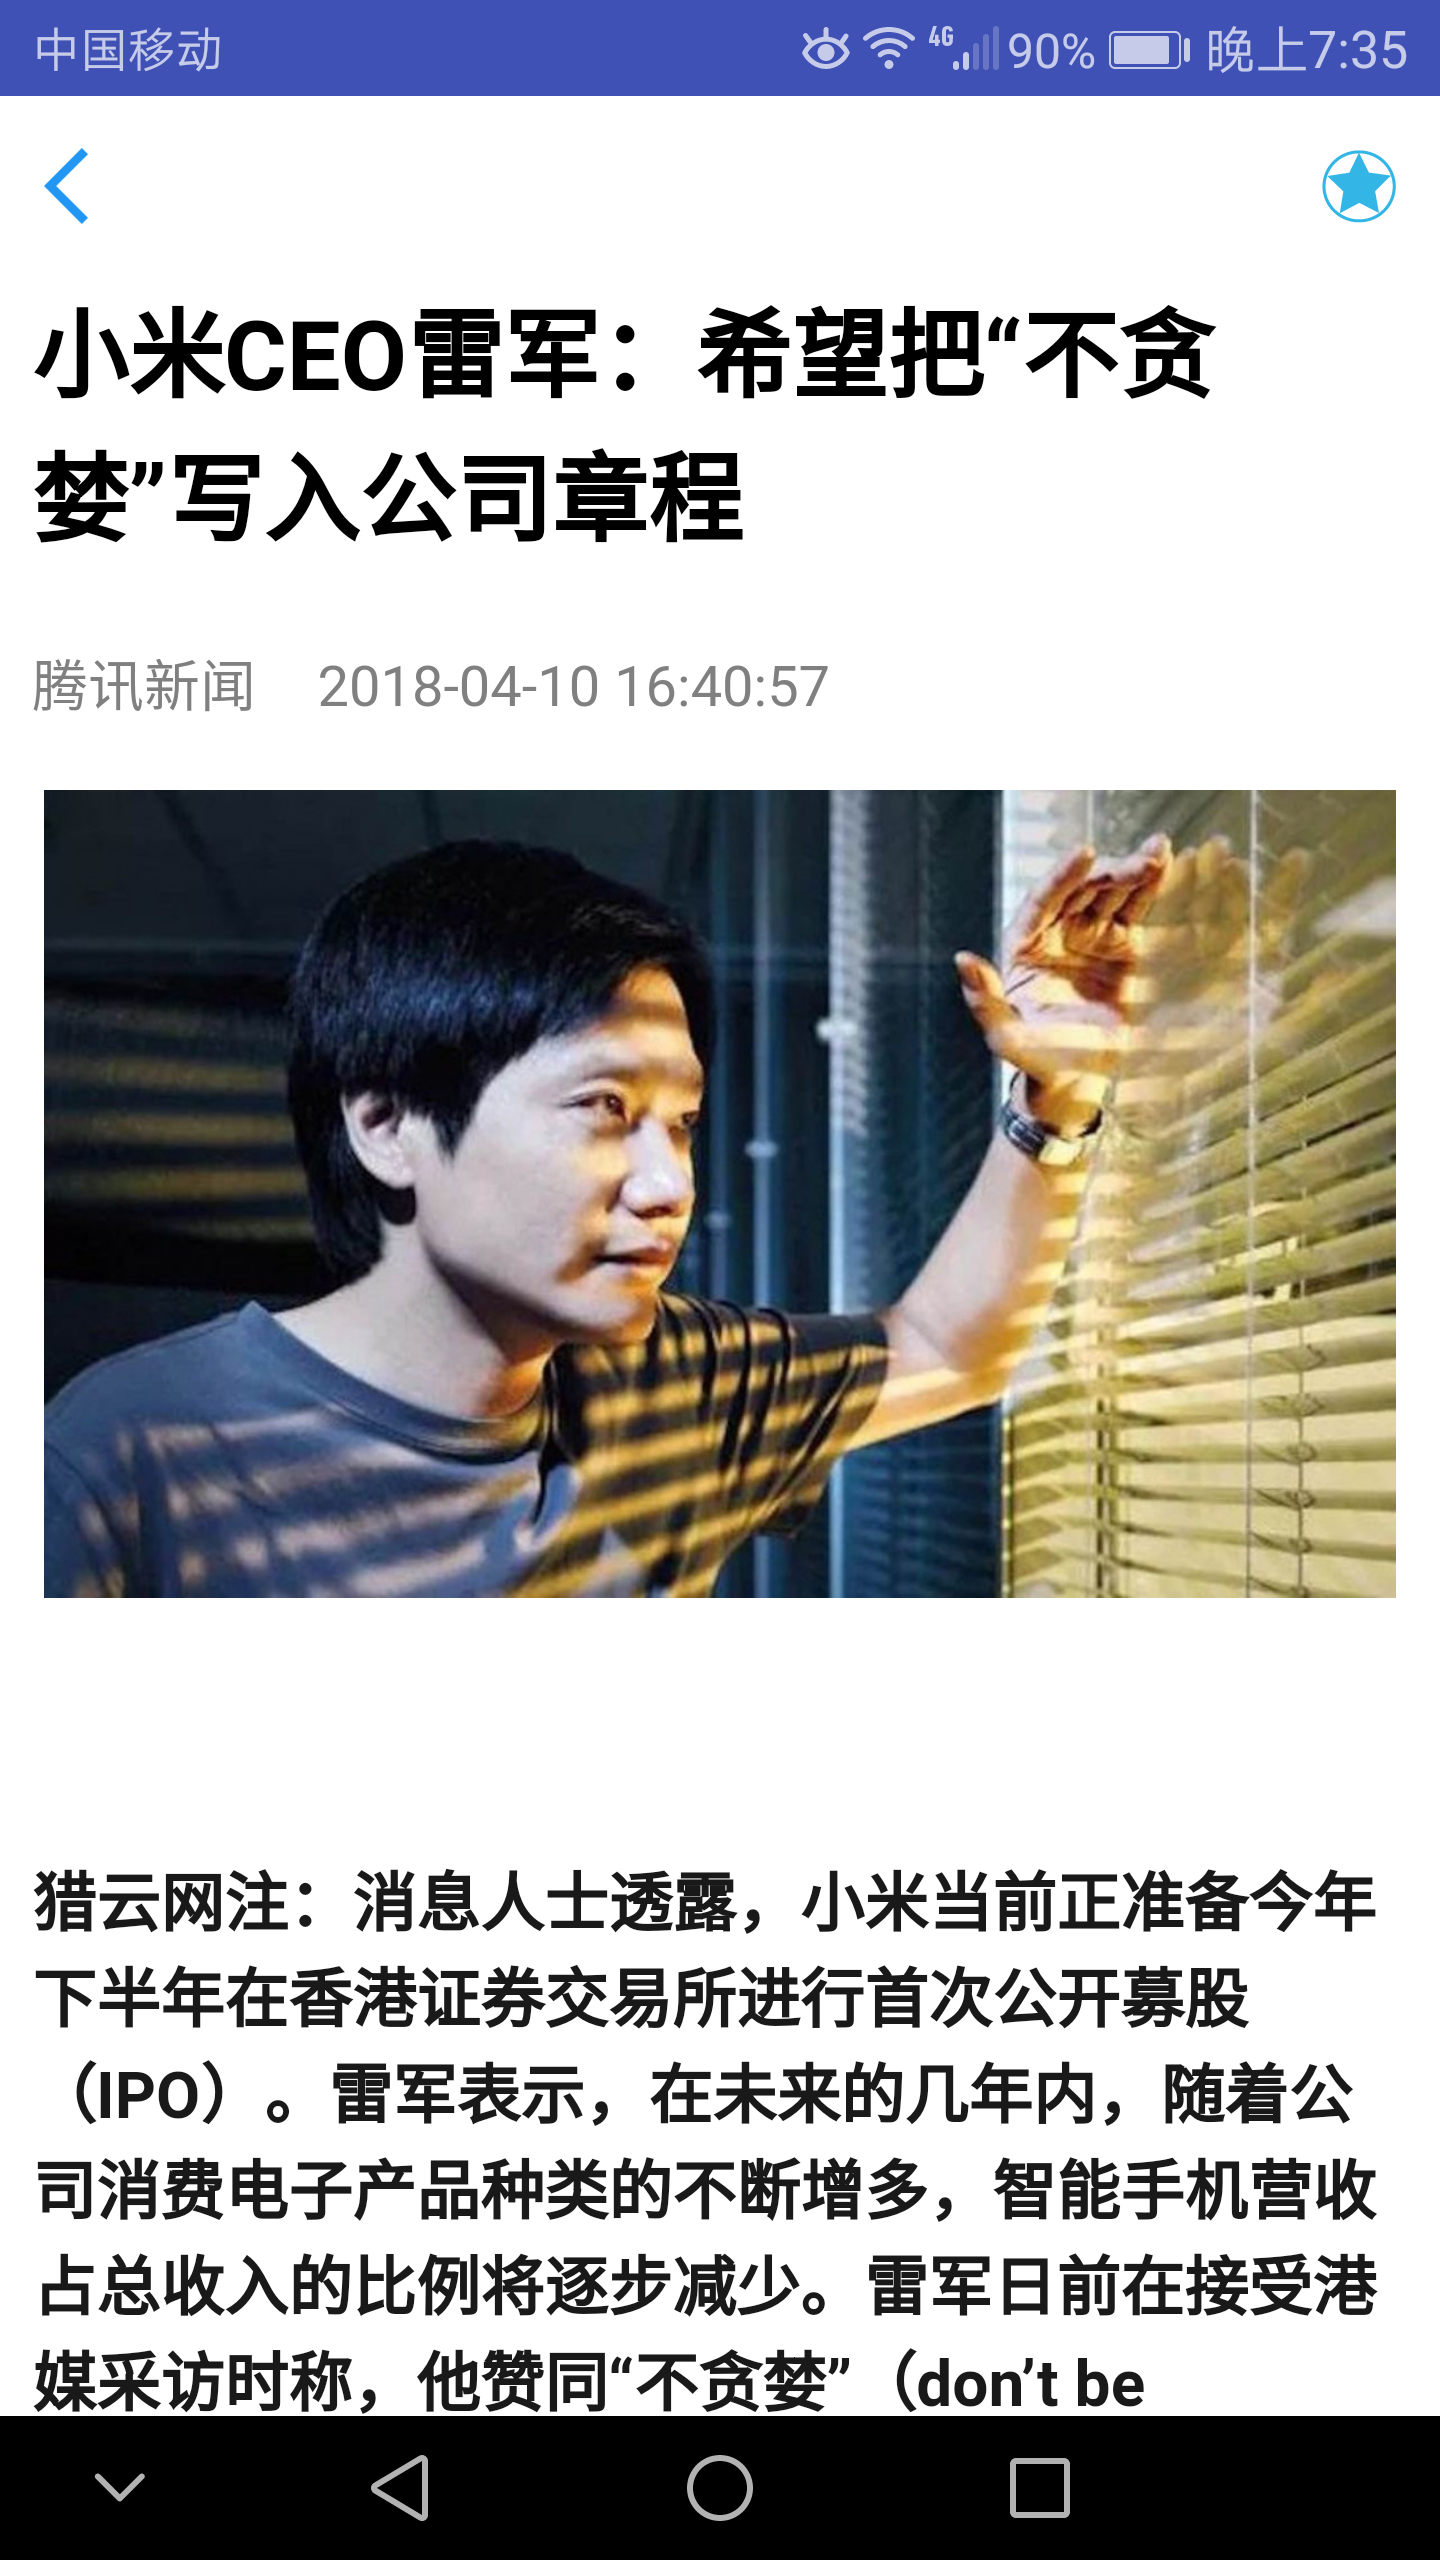 中国移动 4G 90% 晚上7:35
小米CEO雷军：希望把“不贪
婪”写入公司章程
腾讯新闻 2018-04-10 16:40:57
猎云网注：消息人士透露，小米当前正准备今年
下半年在香港证券交易所进行首次公开募股
（IPO）。雷军表示，在未来的几年内，随着公
司消费电子产品种类的不断增多，智能手机营收
占总收入的比例将逐步减少。雷军日前在接受港
媒采访时称，他赞同“不贪婪”（don’t be